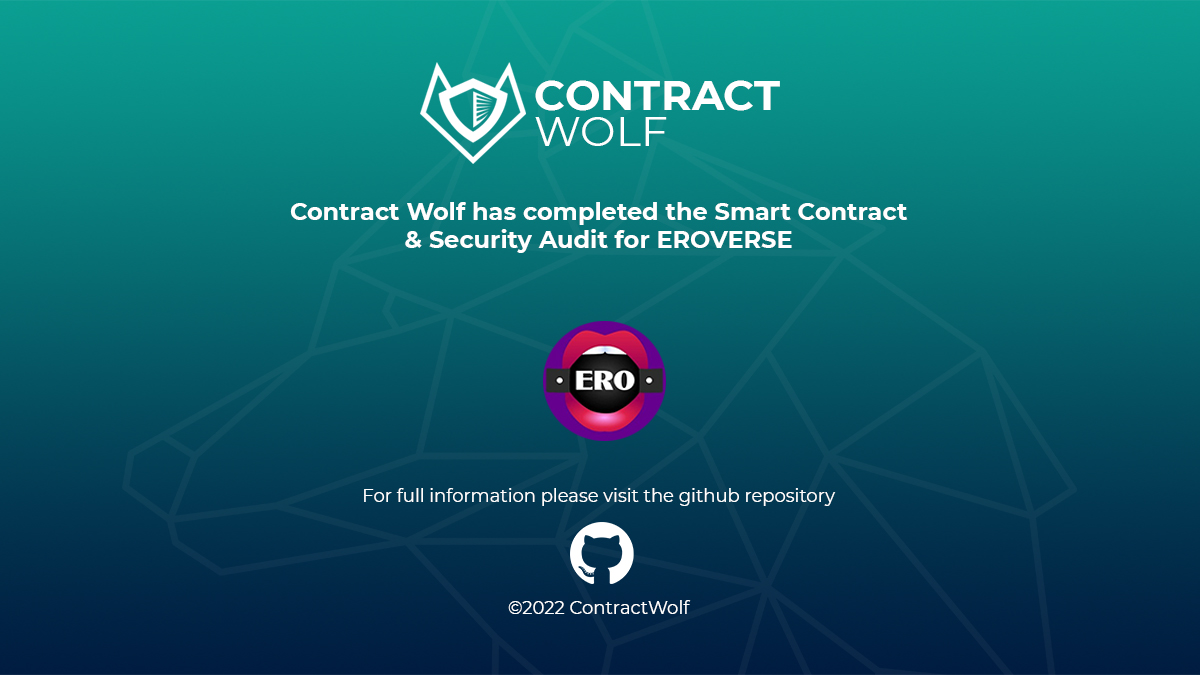 CONTRACT
WOLF
Contract Wolf has completed the Smart Contract
& Security Audit for EROVERSE
ERO
For full information please visit the github repository
©2022 ContractWolf